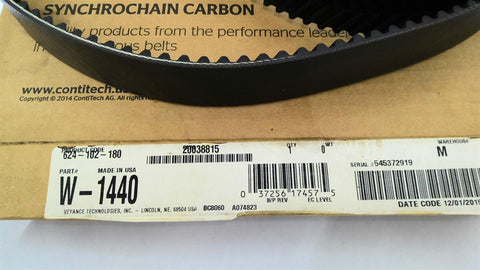 SYNCHROCHAIN CARBON
products from the performance leader
ous belts
www.contitech.
Copyright © 2014 ContiTech AG. All rights reserved.
PRODUCT CODE 20038815 QTY WT WAREHOUSE
624-102-180 1 0 M
PART# MADE IN USA SERIAL# 545372919
W-1440
0 37256 17457 5
VEYANCE TECHNOLOGIES, INC. - LINCOLN, NE. 68504 USA BC8060 A074823 B/P REV EC LEVEL DATE CODE 12/01/201